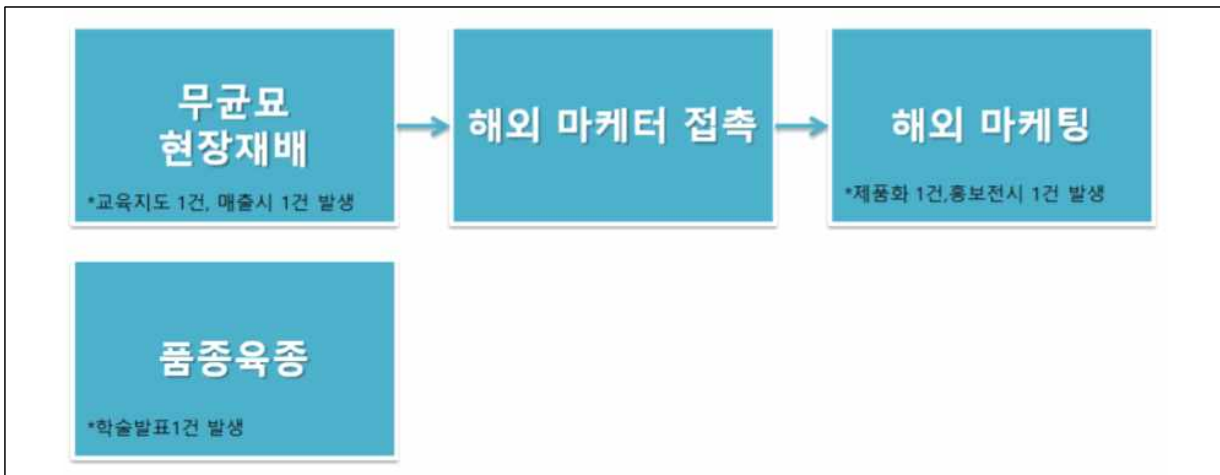 무균묘
현장재배
*교육지도 1건, 매출시 1건 발생
해외 마케터 접촉
해외 마케팅
*제품화 1건,홍보전시 1건 발생
품종육종
*학술발표1건 발생